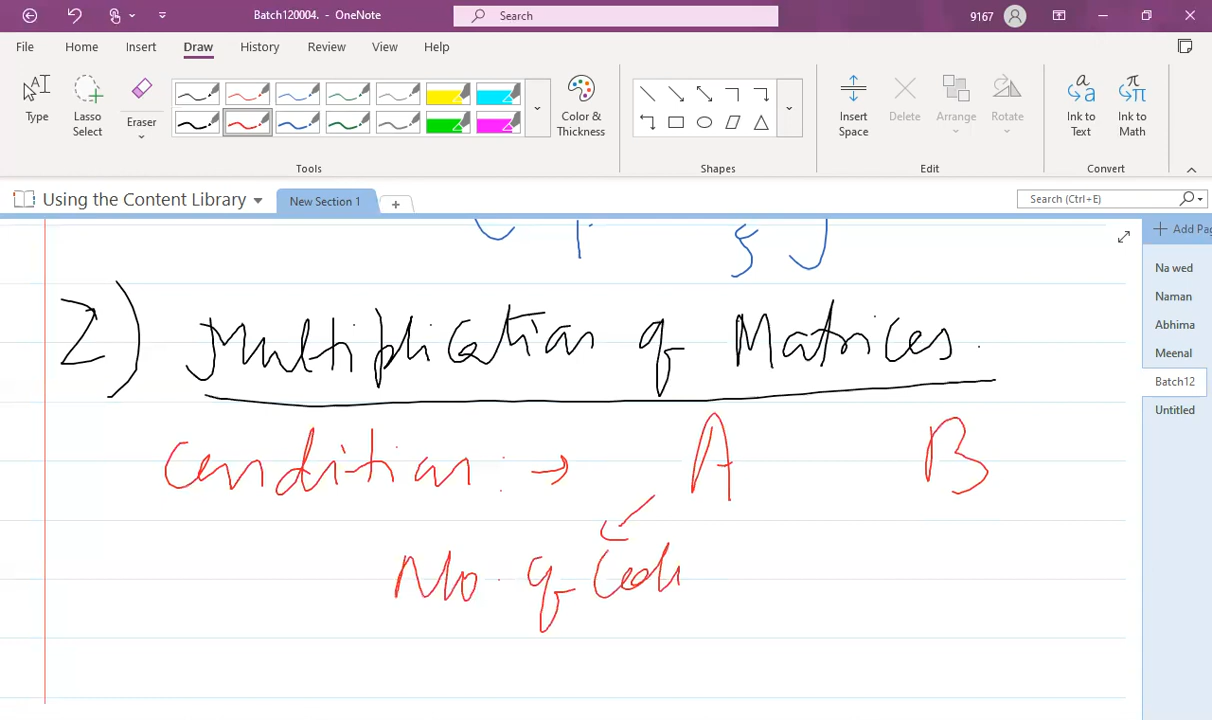 Batch120004. - OneNote
Search
9167
File Home Insert Draw History Review View Help
Type
Lasso Select
Eraser
Color & Thickness
Insert Space
Delete
Arrange
Rotate
Ink to Text
Ink to Math
Tools
Shapes
Edit
Convert
Using the Content Library
New Section 1
Search (Ctrl+E)
Add Pag
Na wed
Naman
Abhima
Meenal
Batch12
Untitled
2) Multiplication of Matrices.
Condition : → A B
No. of Colu